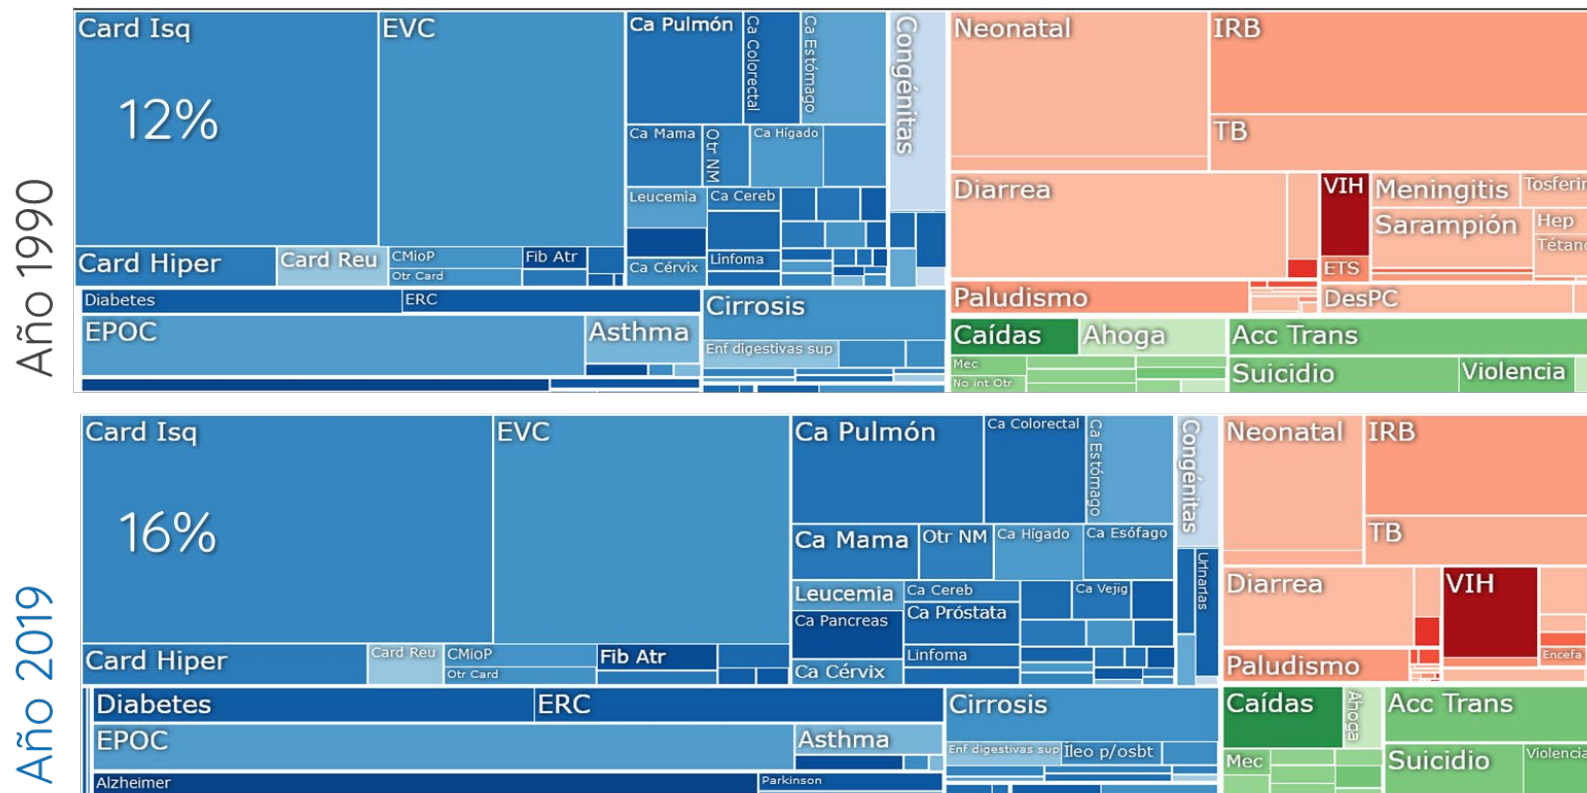 Año 1990
Card Isq
12%
EVC
Ca Pulmón
Ca Colorectal
Ca Estómago
Congénitas
Neonatal
IRB
TB
Ca Mama
Otr NM
Ca Hígado
Leucemia
Ca Cereb
Ca Cérvix
Linfoma
Diarrea
VIH
Meningitis
Tosferin
Sarampión
Hep
Tétano
ETS
Card Hiper
Card Reu
CMioP
Otr Card
Fib Atr
Paludismo
DesPC
Diabetes
ERC
Cirrosis
EPOC
Asthma
Enf digestivas sup
Caídas
Ahoga
Acc Trans
Mec
No int Otr
Suicidio
Violencia
Año 2019
Card Isq
16%
EVC
Ca Pulmón
Ca Colorectal
Ca Estómago
Congénitas
Neonatal
IRB
TB
Ca Mama
Otr NM
Ca Hígado
Ca Esófago
Urinarias
Leucemia
Ca Cereb
Ca Vejig
Ca Pancreas
Ca Próstata
Linfoma
Ca Cérvix
Diarrea
VIH
Encefa
Card Hiper
Card Reu
CMioP
Otr Card
Fib Atr
Paludismo
Diabetes
ERC
Cirrosis
EPOC
Asthma
Enf digestivas sup
Íleo p/osbt
Alzheimer
Parkinson
Caídas
Ahoga
Acc Trans
Mec
Suicidio
Violencia